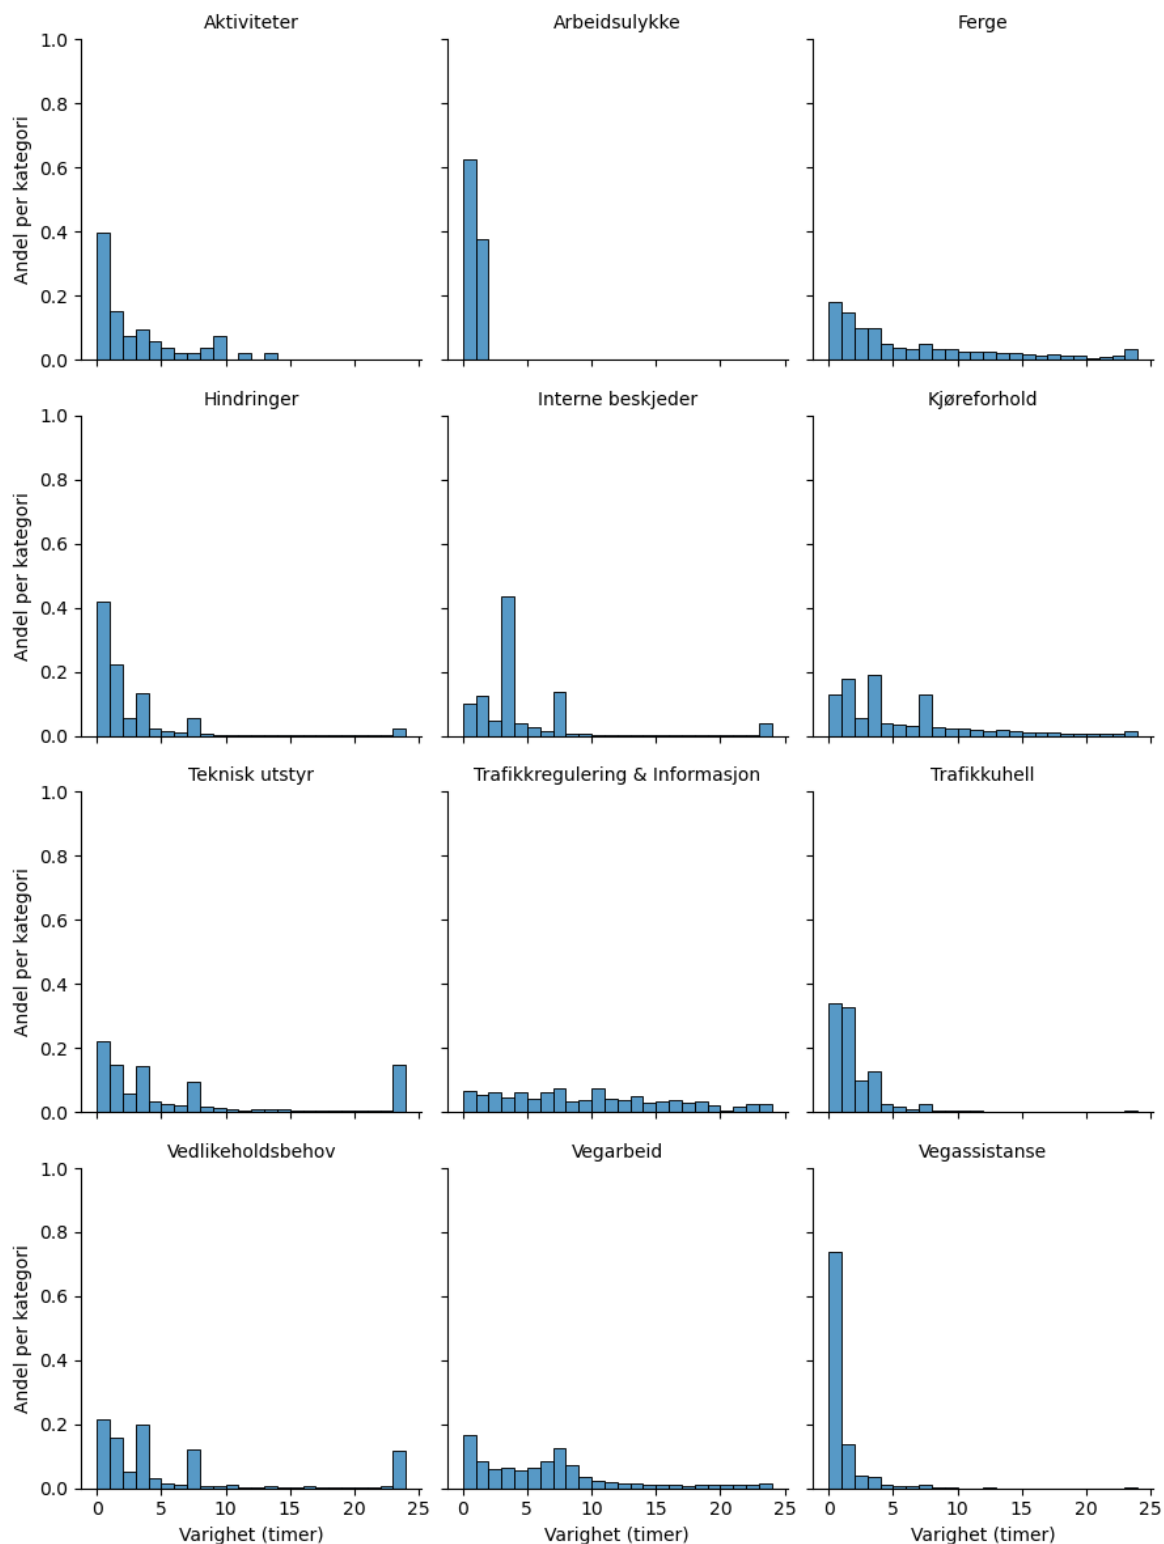 Aktiviteter Arbeidsulykke Ferge
1.0
0.8
0.6
0.4
0.2
0.0
Andel per kategori
Hindringer Interne beskjeder Kjøreforhold
1.0
0.8
0.6
0.4
0.2
0.0
Andel per kategori
Teknisk utstyr Trafikkregulering & Informasjon Trafikkuhell
1.0
0.8
0.6
0.4
0.2
0.0
Andel per kategori
Vedlikeholdsbehov Vegarbeid Vegassistanse
1.0
0.8
0.6
0.4
0.2
0.0
Andel per kategori
0 5 10 15 20 25 0 5 10 15 20 25 0 5 10 15 20 25
Varighet (timer) Varighet (timer) Varighet (timer)